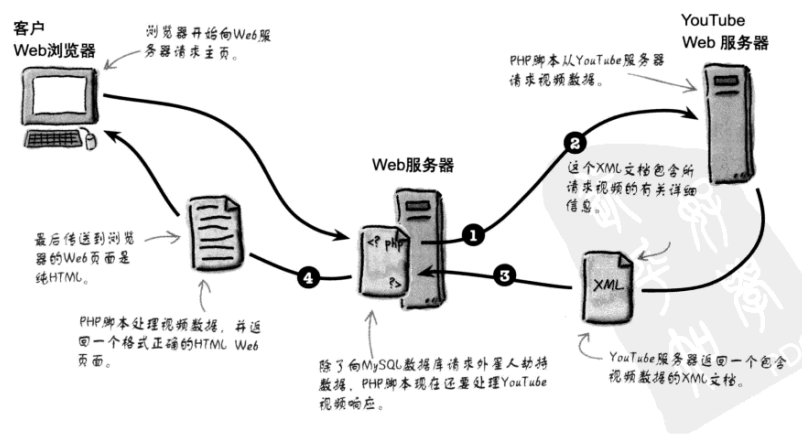 客户
Web浏览器
浏览器开始向Web服
务器请求主页。
YouTube
Web 服务器
PHP脚本从YouTube服务器
请求视频数据。
2
这个XML文档包含所
请求视频的有关详细
信息。
Web服务器
<? php
?>
1
3
4
XML
最后传送到浏览
器的Web页面是
纯HTML。
PHP脚本处理视频数据，并返
回一个格式正确的HTML Web
页面。
除了向MySQL数据库请求外星人劫持
数据，PHP脚本现在还要处理YouTube
视频响应。
YouTube服务器返回一个包含
视频数据的XML文档。